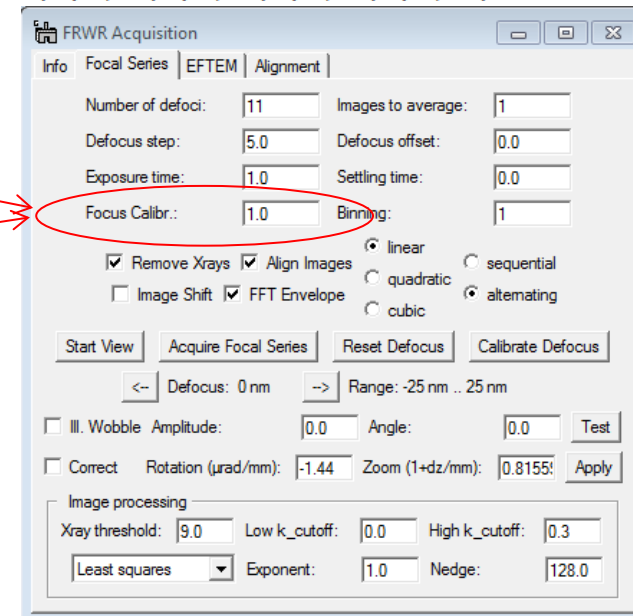 FRWR Acquisition
Info Focal Series EFTEM Alignment
Number of defoci: 11 Images to average: 1
Defocus step: 5.0 Defocus offset: 0.0
Exposure time: 1.0 Settling time: 0.0
Focus Calibr.: 1.0 Binning: 1
linear
Remove Xrays Align Images sequential
quadratic
Image Shift FFT Envelope alternating
cubic
Start View Acquire Focal Series Reset Defocus Calibrate Defocus
<-- Defocus: 0 nm --> Range: -25 nm .. 25 nm
Ill. Wobble Amplitude: 0.0 Angle: 0.0 Test
Correct Rotation (µrad/mm): -1.44 Zoom (1+dz/mm): 0.8155 Apply
Image processing
Xray threshold: 9.0 Low k_cutoff: 0.0 High k_cutoff: 0.3
Least squares Exponent: 1.0 Nedge: 128.0